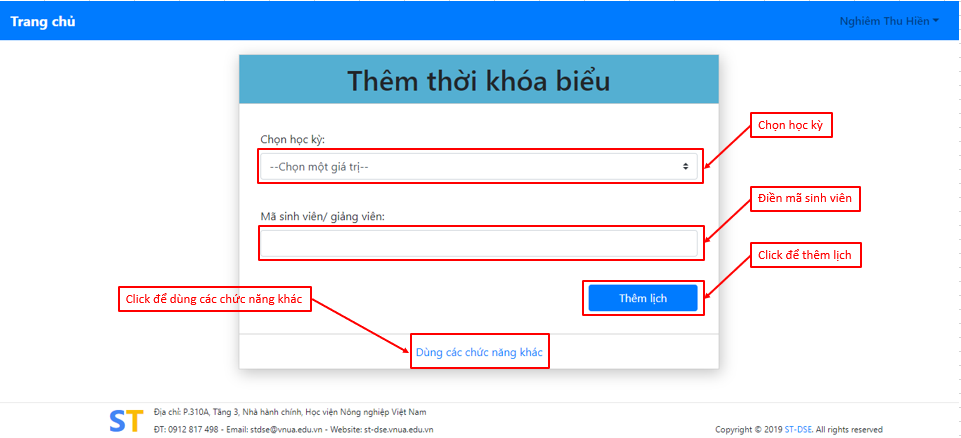 Trang chủ
Nghiêm Thu Hiền
Thêm thời khóa biểu
Chọn học kỳ
Chọn học kỳ:
--Chọn một giá trị--
Mã sinh viên/ giảng viên:
Điền mã sinh viên
Click để thêm lịch
Click để dùng các chức năng khác
Thêm lịch
Dùng các chức năng khác
ST
Địa chỉ: P.310A, Tầng 3, Nhà hành chính, Học viện Nông nghiệp Việt Nam
ĐT: 0912 817 498 - Email: stdse@vnua.edu.vn - Website: st-dse.vnua.edu.vn
Copyright © 2019 ST-DSE. All rights reserved